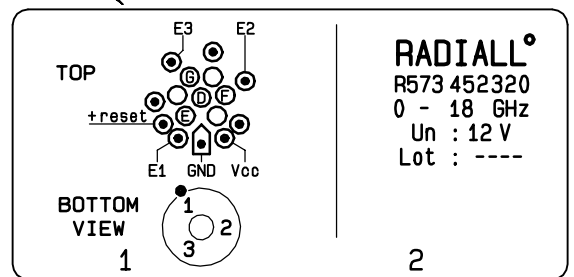 E3 E2
TOP
G
D F
E
+reset
E1 GND Vcc
BOTTOM
VIEW
1
2
3
1
RADIALL°
R573 452320
0 - 18 GHz
Un : 12 V
Lot : ----
2